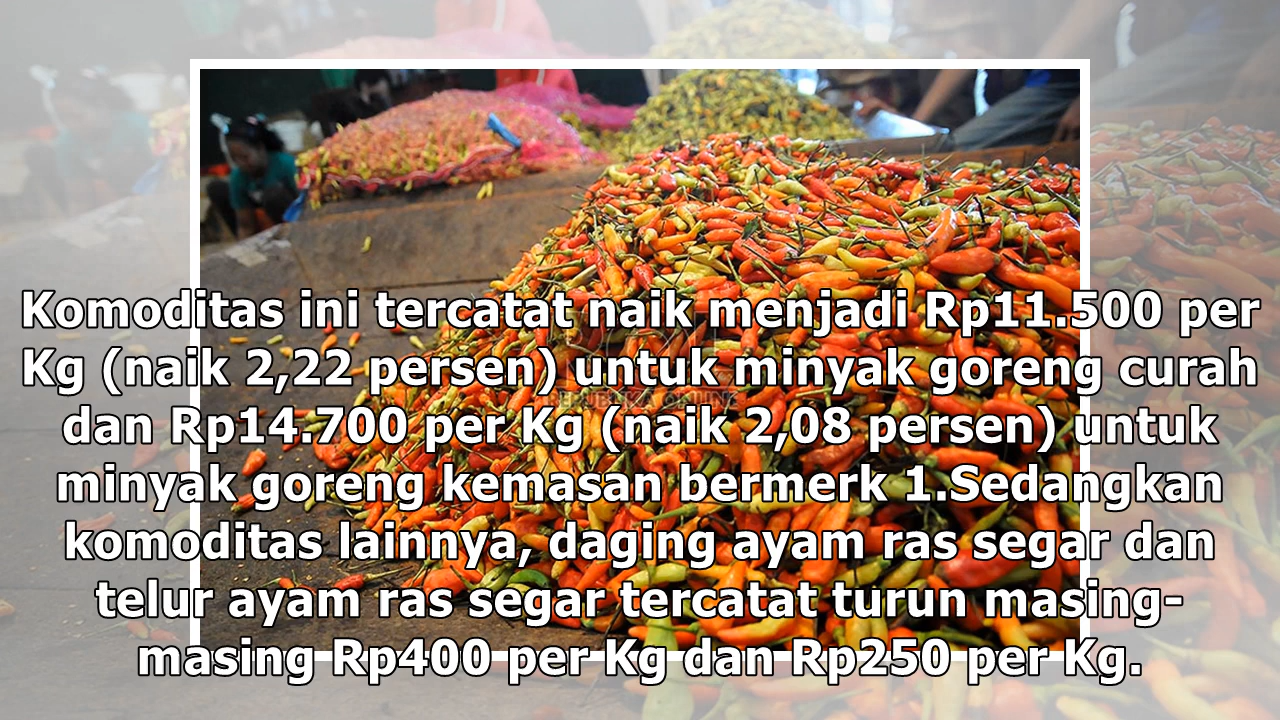 Komoditas ini tercatat naik menjadi Rp11.500 per
Kg (naik 2,22 persen) untuk minyak goreng curah
REPUBLIKA ONLINE
dan Rp14.700 per Kg (naik 2,08 persen) untuk
minyak goreng kemasan bermerk 1.Sedangkan
komoditas lainnya, daging ayam ras segar dan
telur ayam ras segar tercatat turun masing-
masing Rp400 per Kg dan Rp250 per Kg.